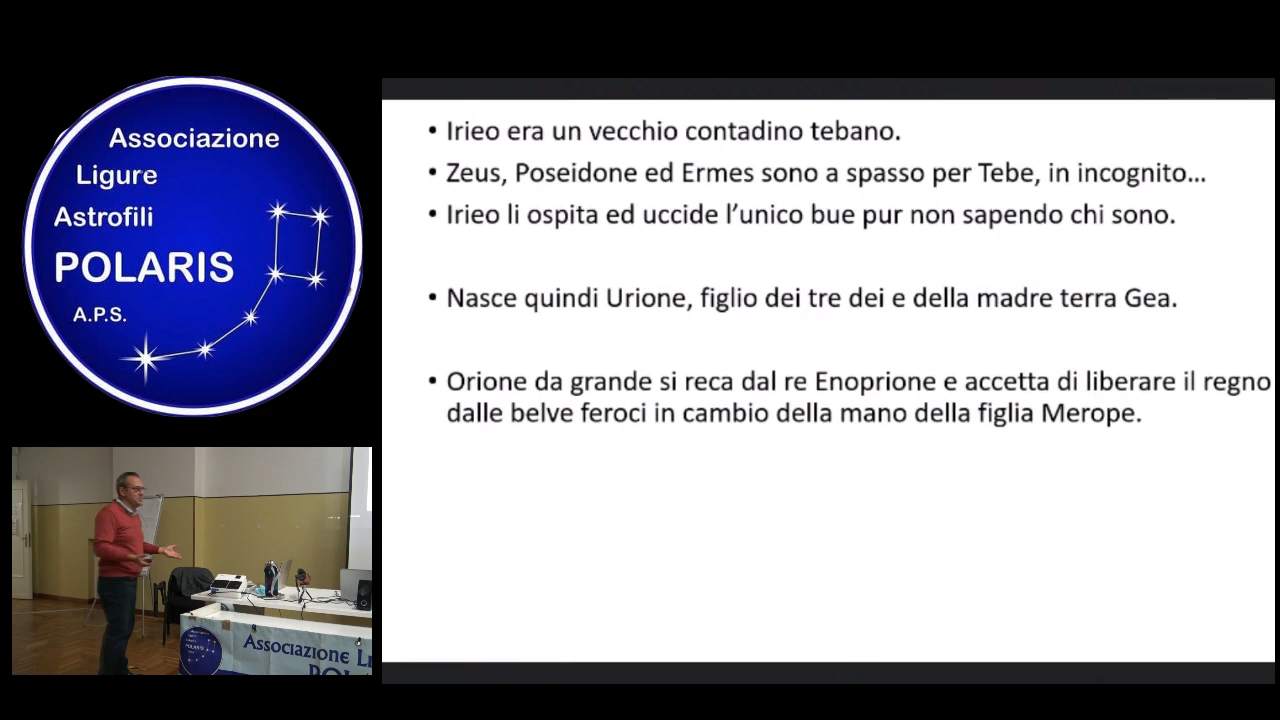 Associazione
Ligure
Astrofili
POLARIS
A.P.S.
• Irieo era un vecchio contadino tebano.
• Zeus, Poseidone ed Ermes sono a spasso per Tebe, in incognito...
• Irieo li ospita ed uccide l’unico bue pur non sapendo chi sono.
• Nasce quindi Urione, figlio dei tre dei e della madre terra Gea.
• Orione da grande si reca dal re Enoprione e accetta di liberare il regno
dalle belve feroci in cambio della mano della figlia Merope.
Associazione Li
POL